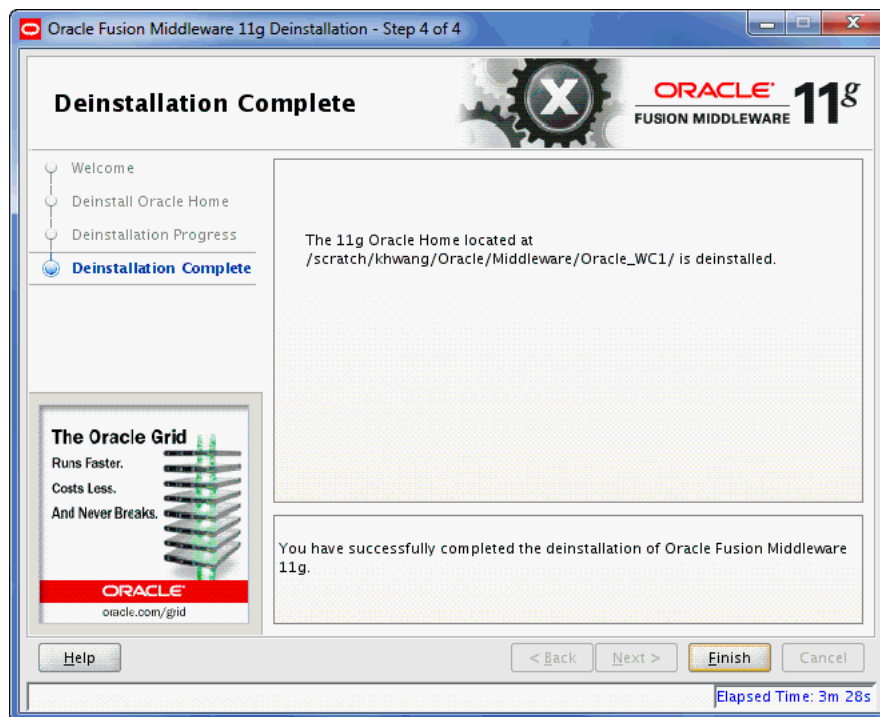 Oracle Fusion Middleware 11g Deinstallation - Step 4 of 4
Deinstallation Complete
X
ORACLE
FUSION MIDDLEWARE
11g
Welcome
Deinstall Oracle Home
Deinstallation Progress
Deinstallation Complete
The 11g Oracle Home located at
/scratch/khwang/Oracle/Middleware/Oracle_WC1/ is deinstalled.
The Oracle Grid
Runs Faster.
Costs Less.
And Never Breaks.
ORACLE
oracle.com/grid
You have successfully completed the deinstallation of Oracle Fusion Middleware
11g.
Help
< Back
Next >
Finish
Cancel
Elapsed Time: 3m 28s